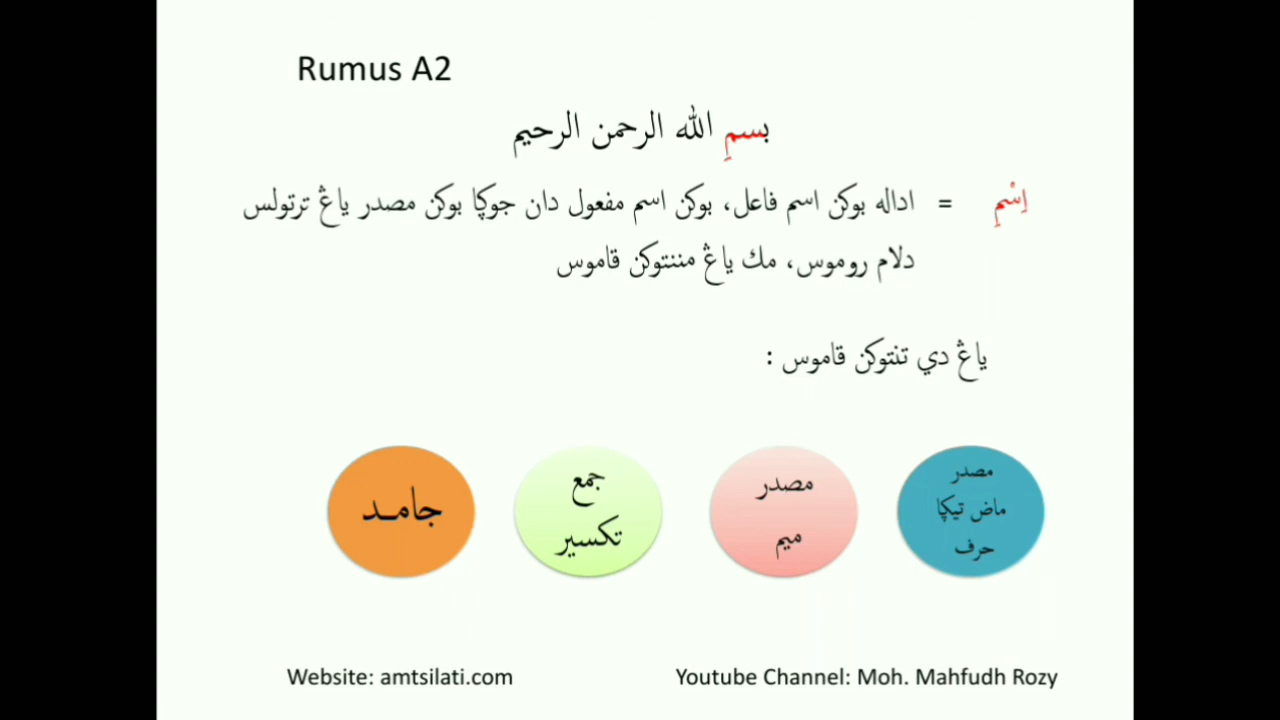 Rumus A2
بسمِ الله الرحمن الرحيم
اِسْمِ = اداله بوكن اسم فاعل، بوكن اسم مفعول دان جوݢا بوكن مصدر ياڠ ترتولس
دلام روموس، مك ياڠ مننتوكن قاموس
ياڠ دي تنتوكن قاموس :
جامـد
جمع
تكسير
مصدر
ميم
مصدر
ماض تيݢا
حرف
Website: amtsilati.com
Youtube Channel: Moh. Mahfudh Rozy